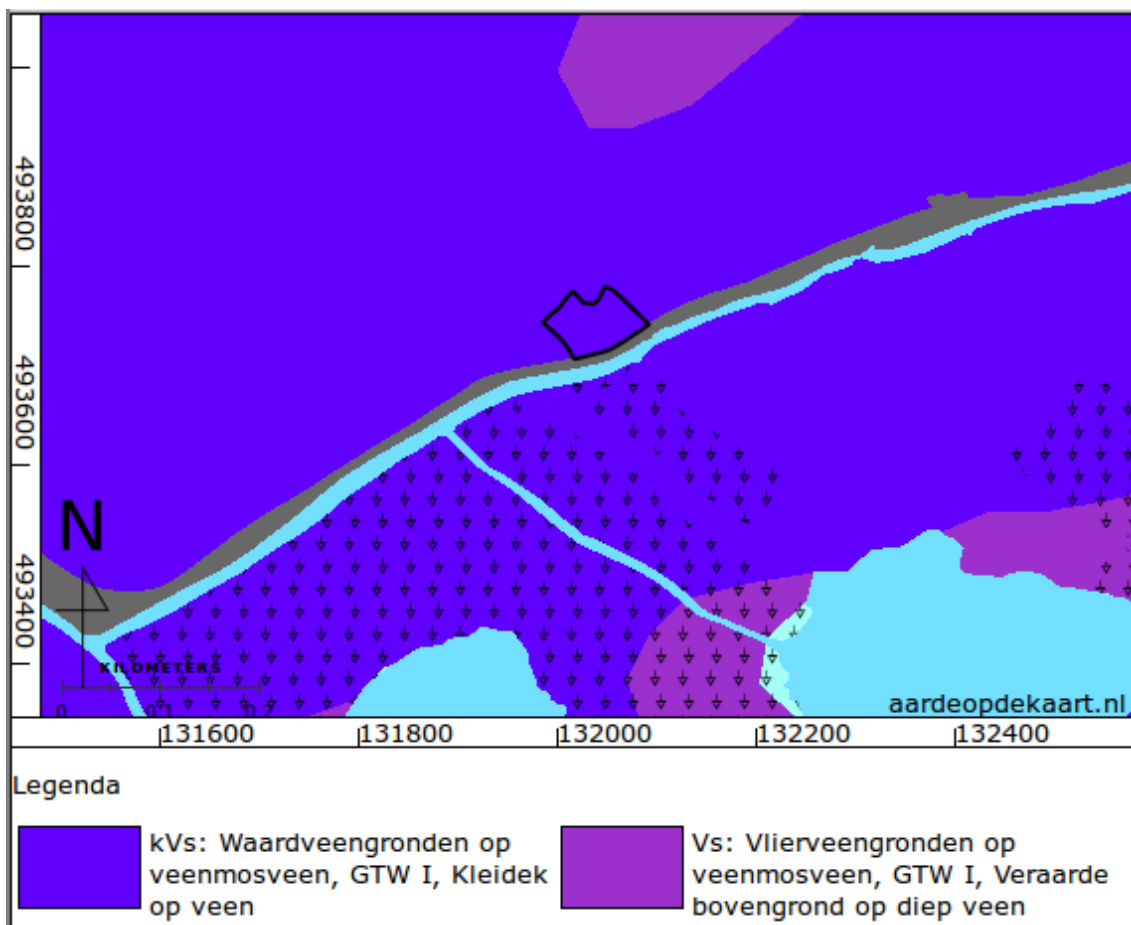 493800
493600
493400
N
KILOMETERS
0 0.1 0.2
aardeopdekaart.nl
131600 131800 132000 132200 132400
Legenda
kVs: Waardveengronden op
veenmosveen, GTW I, Kleidek
op veen
Vs: Vlierveengronden op
veenmosveen, GTW I, Veraarde
bovengrond op diep veen